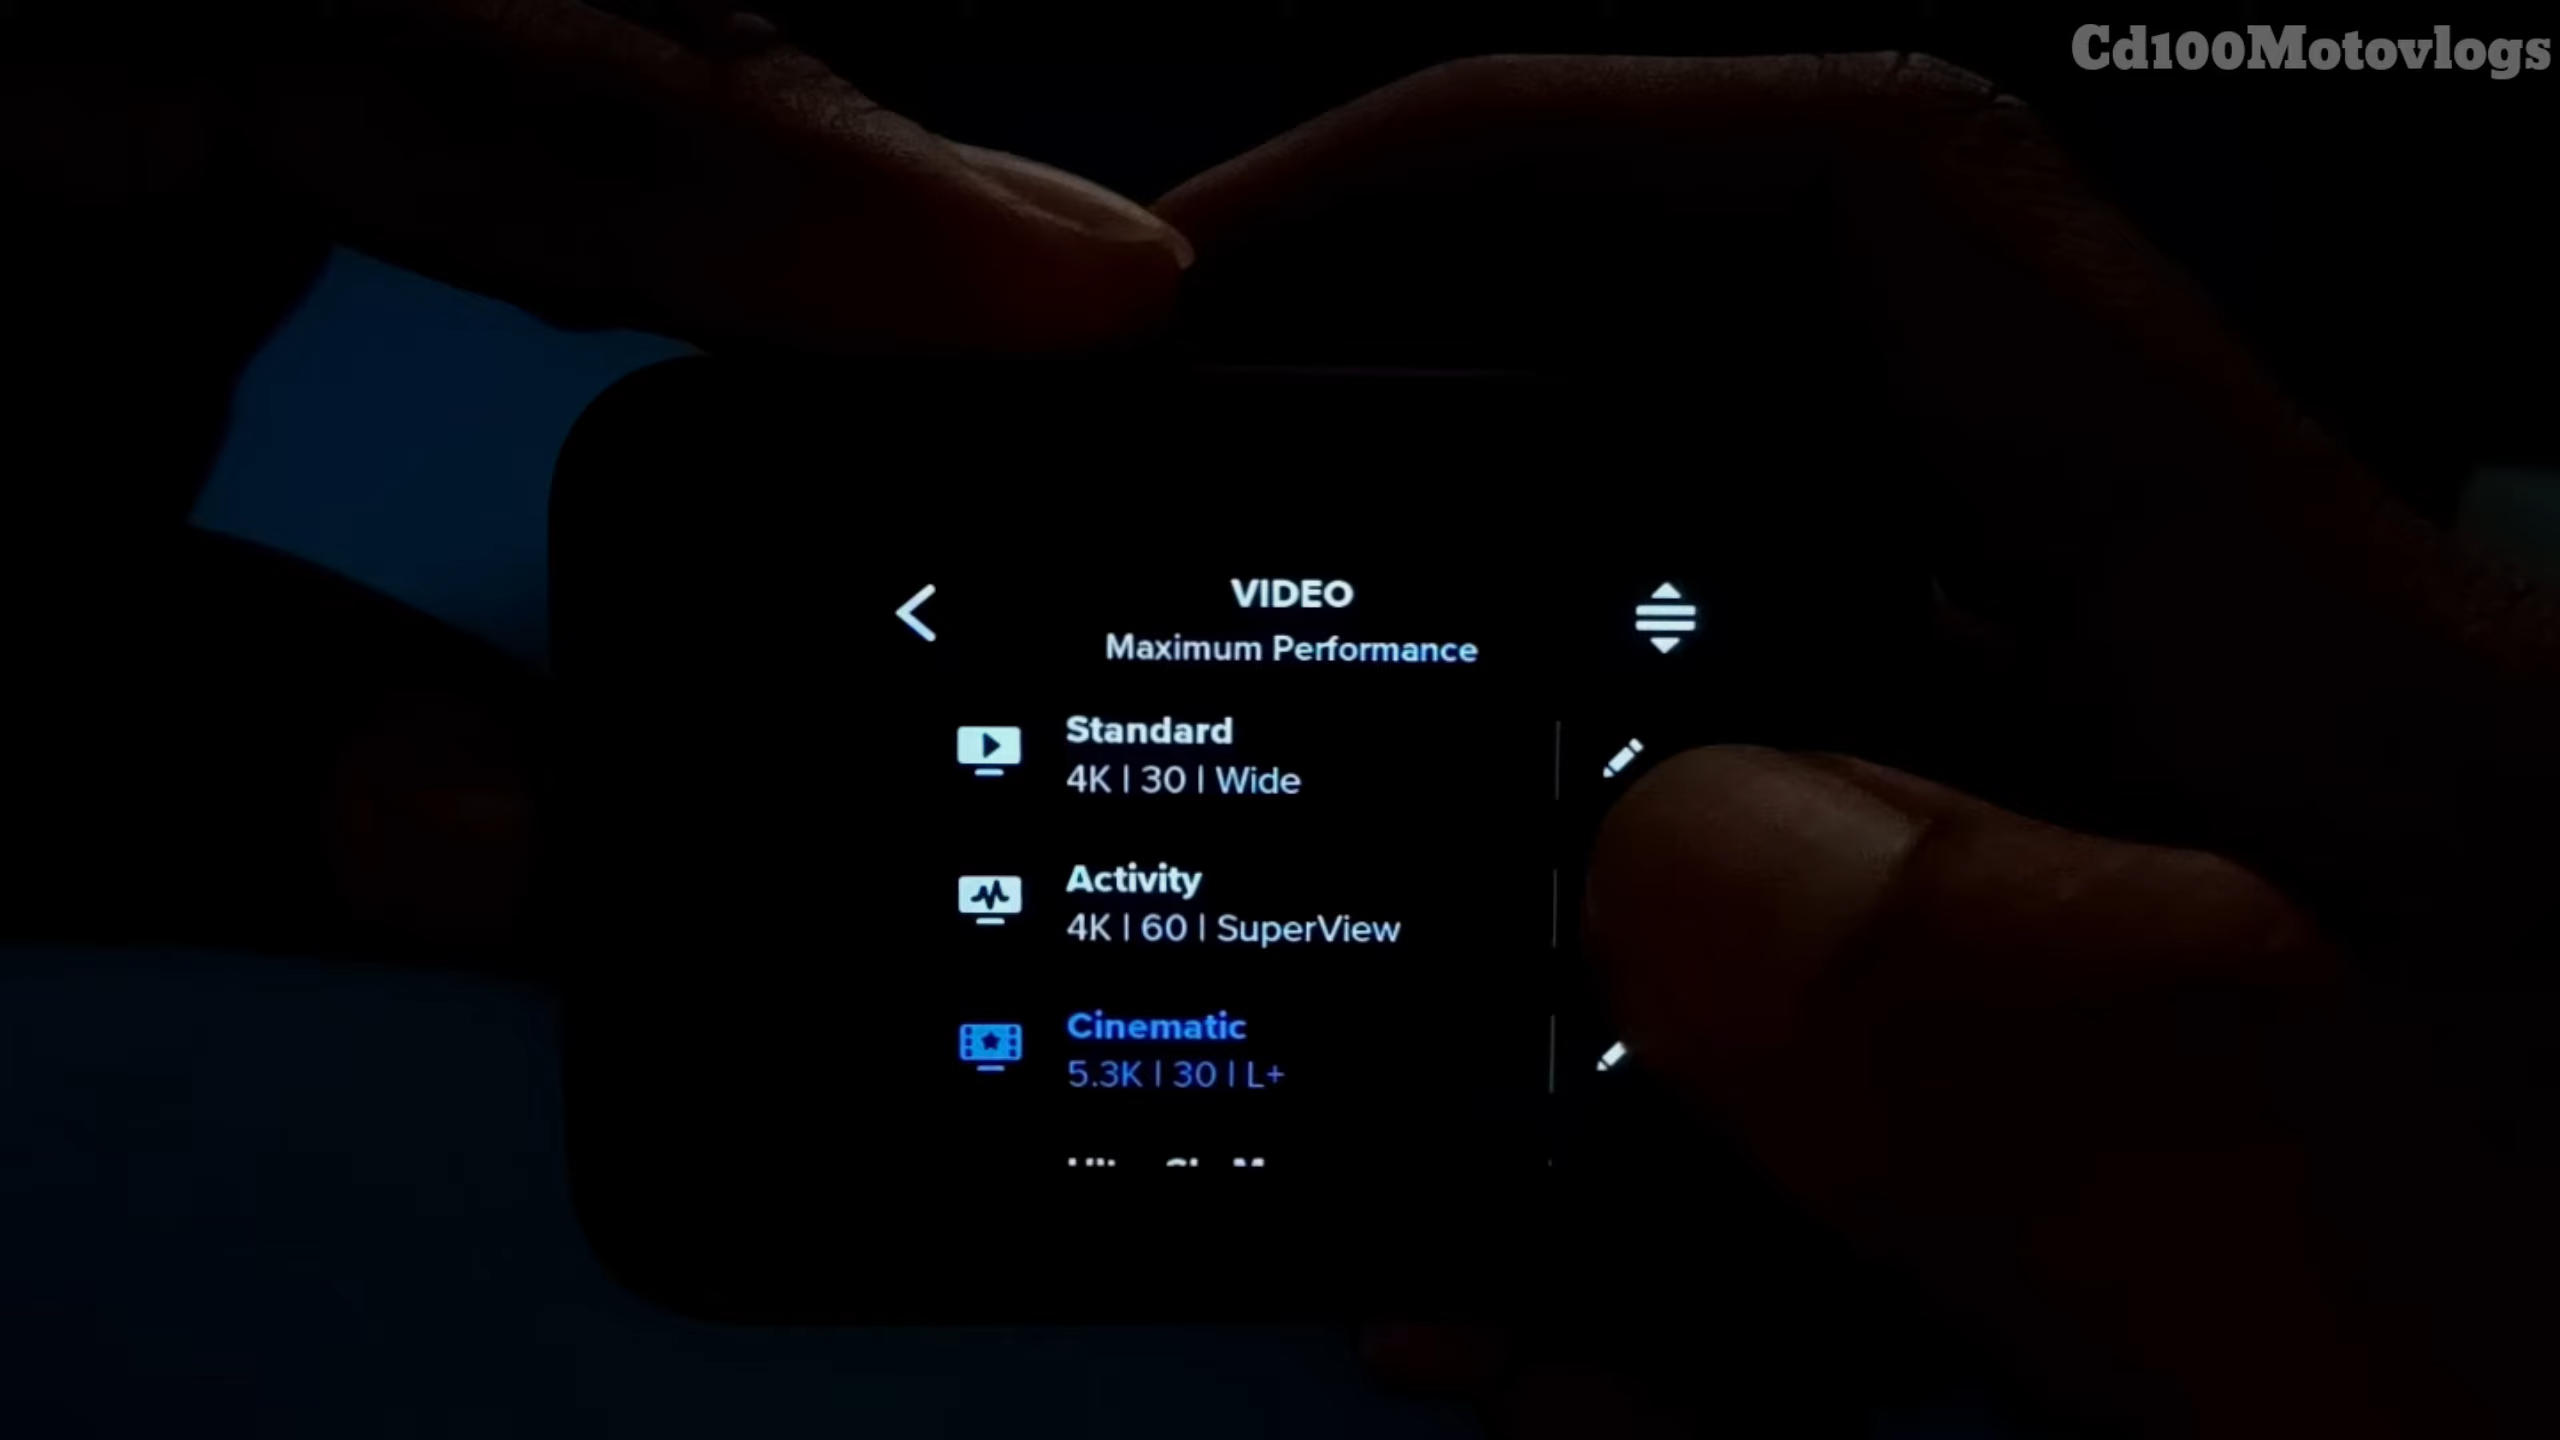 Cd100Motovlogs
VIDEO
Maximum Performance
Standard
4K | 30 | Wide
Activity
4K | 60 | SuperView
Cinematic
5.3K | 30 | L+